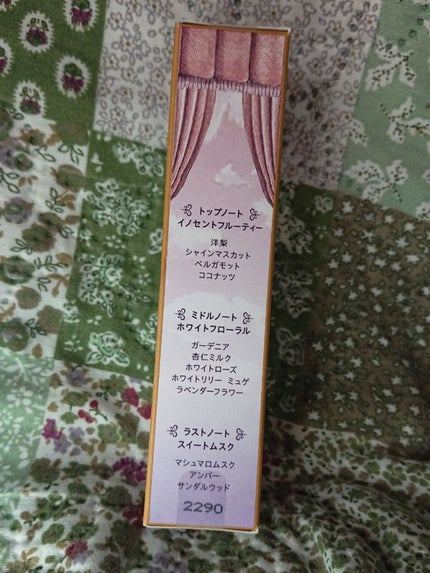 トップノート
イノセントフルーティー
洋梨
シャインマスカット
ベルガモット
ココナッツ
ミドルノート
ホワイトフローラル
ガーデニア
杏仁ミルク
ホワイトローズ
ホワイトリリー ミュゲ
ラベンダーフラワー
ラストノート
スイートムスク
マシュマロムスク
アンバー
サンダルウッド
2290